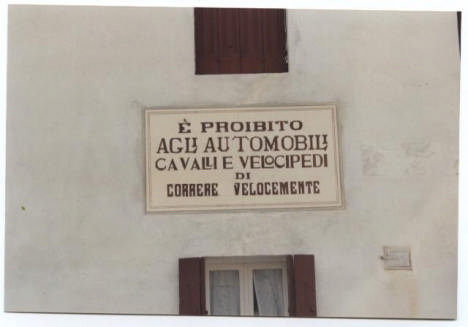 È PROIBITO
AGLI AUTOMOBILI
CAVALLI E VELOCIPEDI
DI
CORRERE VELOCEMENTE